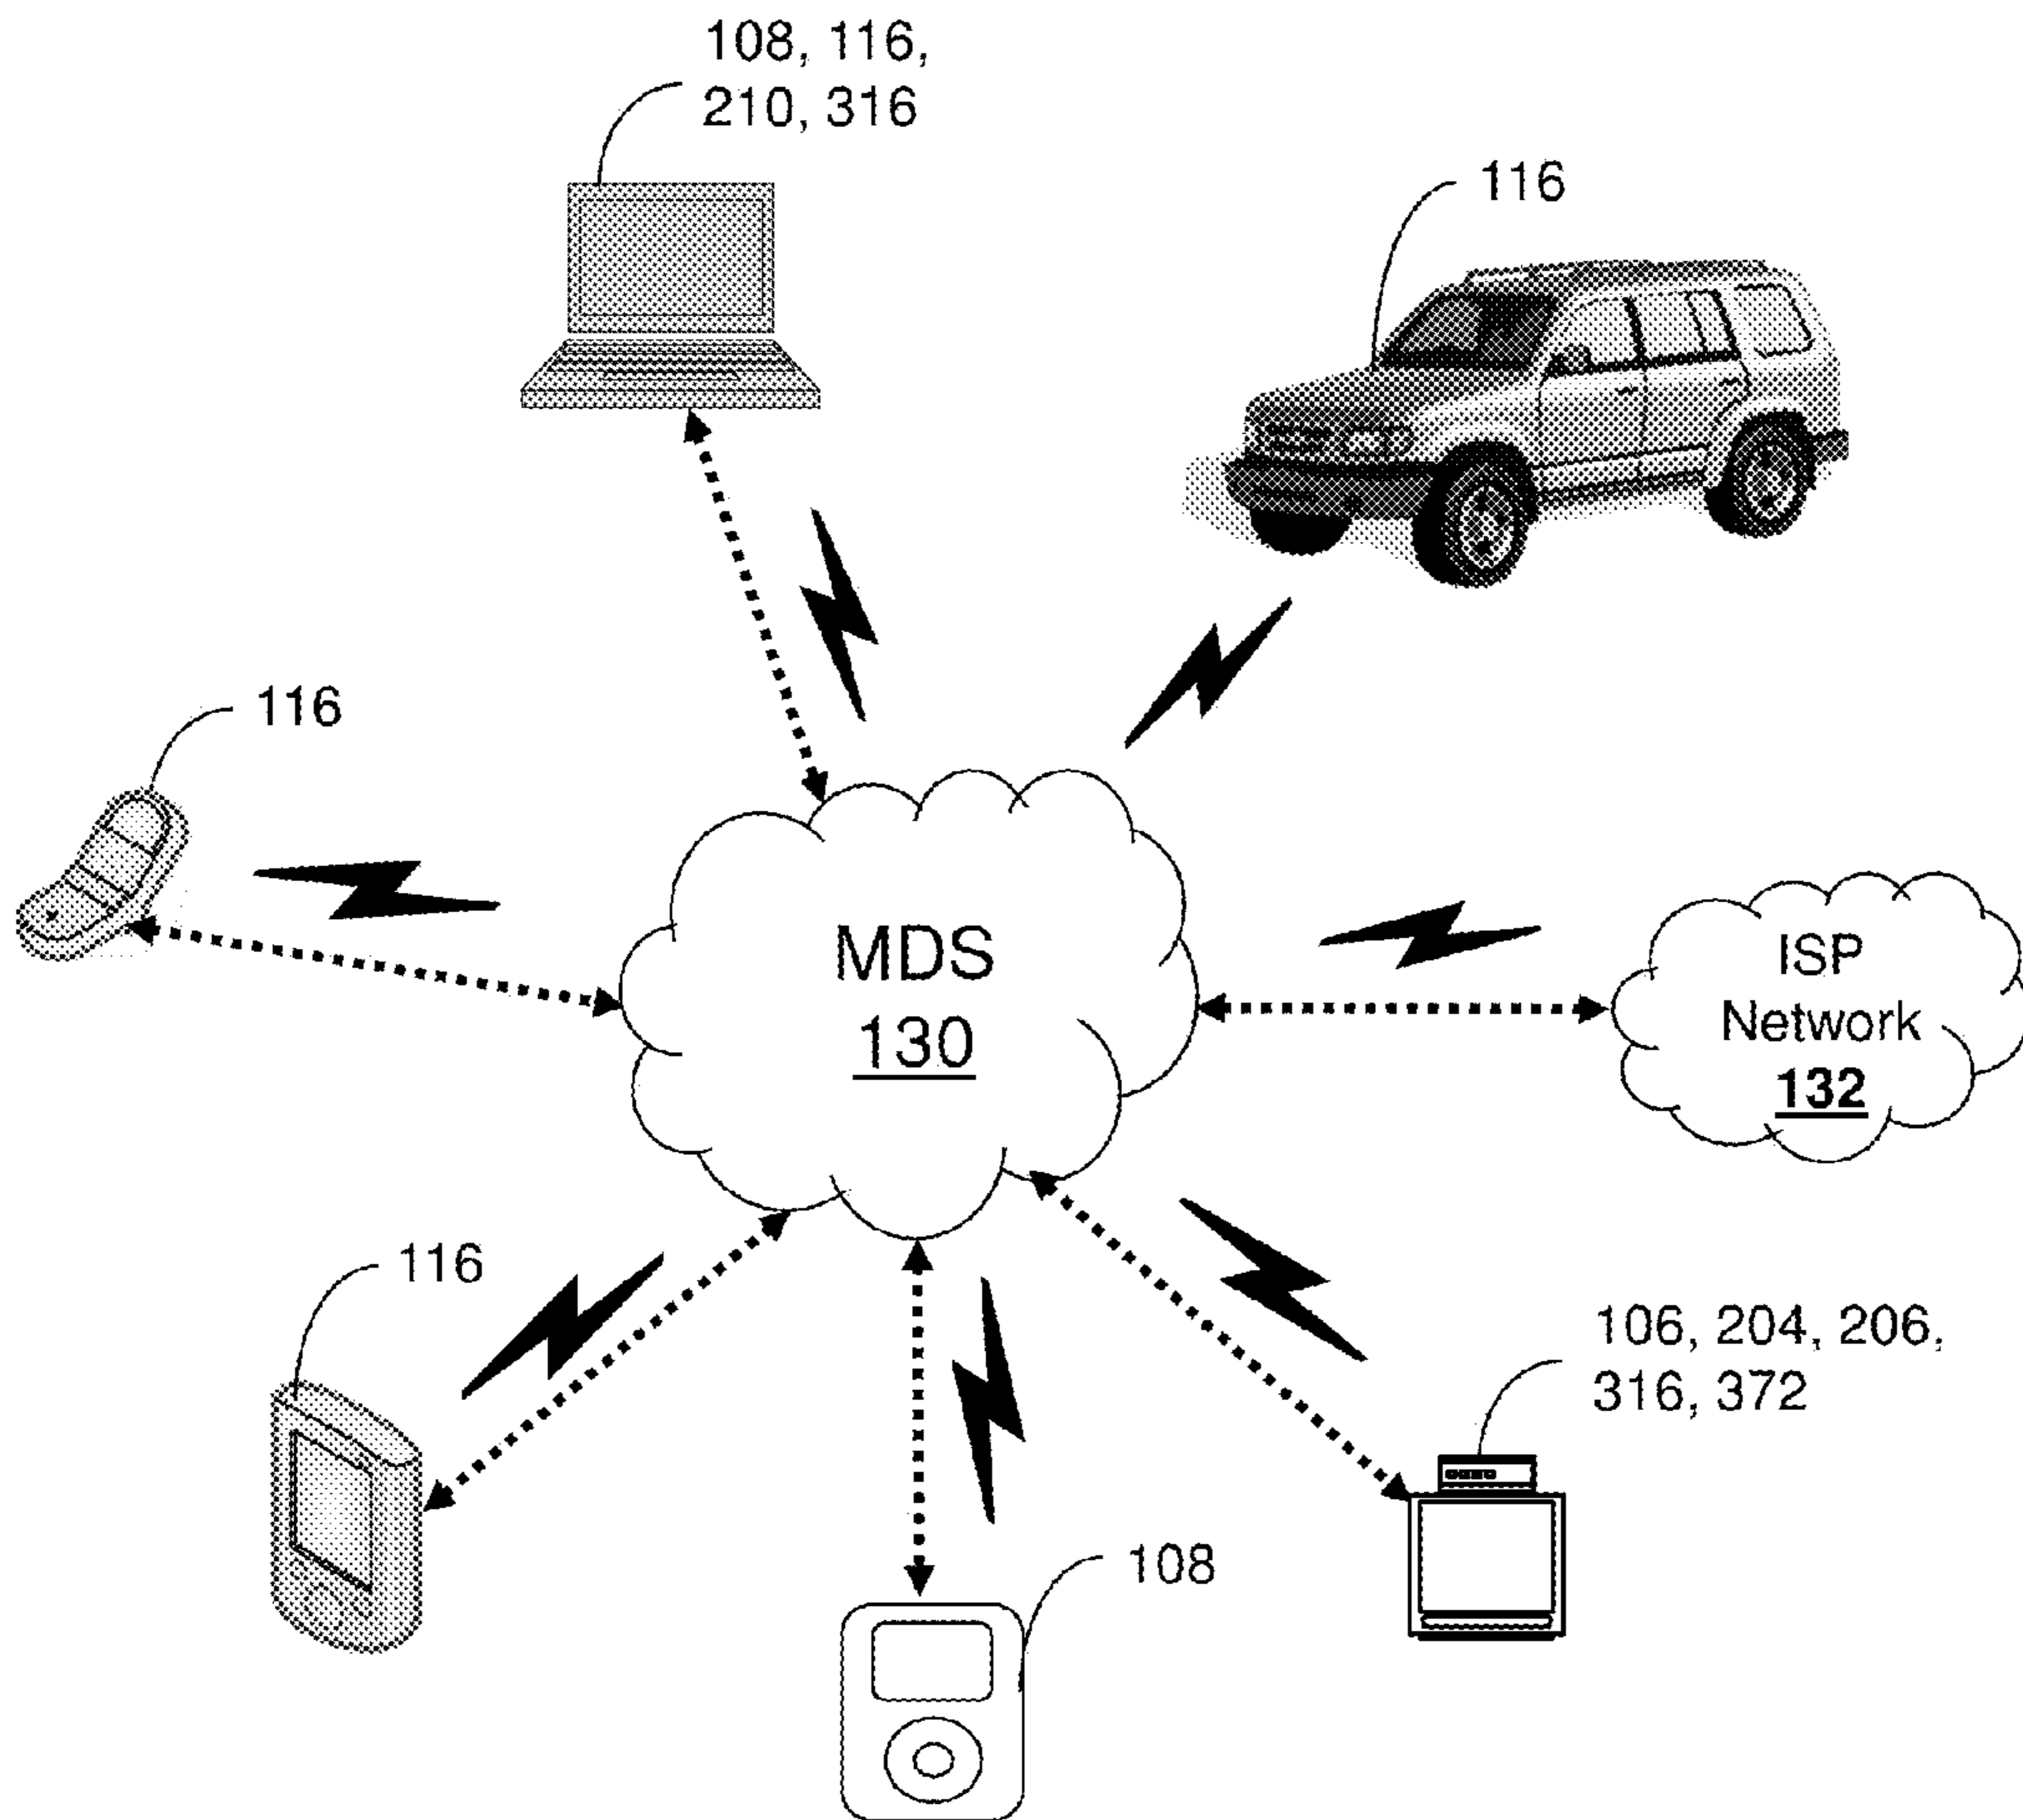 108, 116,
210, 316
116
116
MDS
130
ISP
Network
132
116
106, 204, 206,
316, 372
108